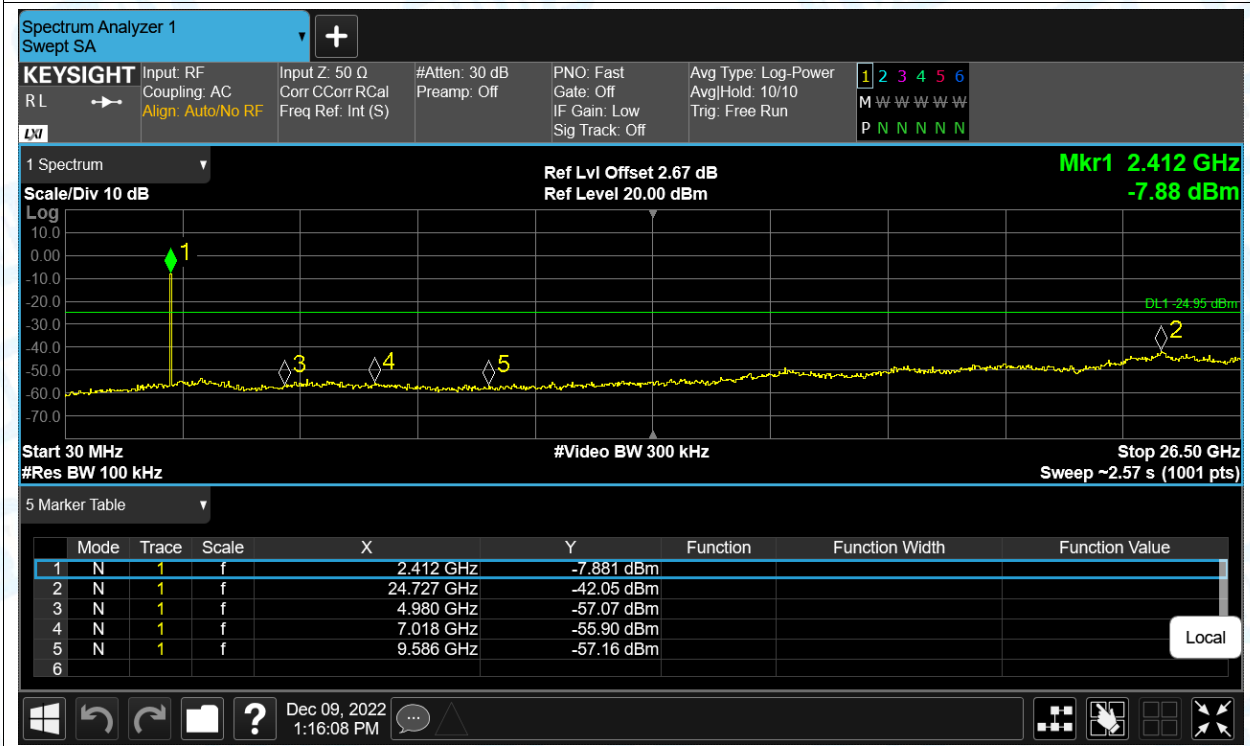 Spectrum Analyzer 1
Swept SA
KEYSIGHT
RL
LXI
Input: RF
Coupling: AC
Align: Auto/No RF
Input Z: 50 Ω
Corr CCorr RCal
Freq Ref: Int (S)
#Atten: 30 dB
Preamp: Off
PNO: Fast
Gate: Off
IF Gain: Low
Sig Track: Off
Avg Type: Log-Power
Avg|Hold: 10/10
Trig: Free Run
1 2 3 4 5 6
M W W W W W
P N N N N N
1 Spectrum
Scale/Div 10 dB
Ref Lvl Offset 2.67 dB
Ref Level 20.00 dBm
Mkr1 2.412 GHz
-7.88 dBm
Log
10.0
0.00
-10.0
-20.0
-30.0
-40.0
-50.0
-60.0
-70.0
1
DL1 -24.95 dBm
2
3
4
5
Start 30 MHz
#Res BW 100 kHz
#Video BW 300 kHz
Stop 26.50 GHz
Sweep ~2.57 s (1001 pts)
5 Marker Table
Mode Trace Scale X Y Function Function Width Function Value
1 N 1 f 2.412 GHz -7.881 dBm
2 N 1 f 24.727 GHz -42.05 dBm
3 N 1 f 4.980 GHz -57.07 dBm
4 N 1 f 7.018 GHz -55.90 dBm
5 N 1 f 9.586 GHz -57.16 dBm
6
Local
?
Dec 09, 2022
1:16:08 PM